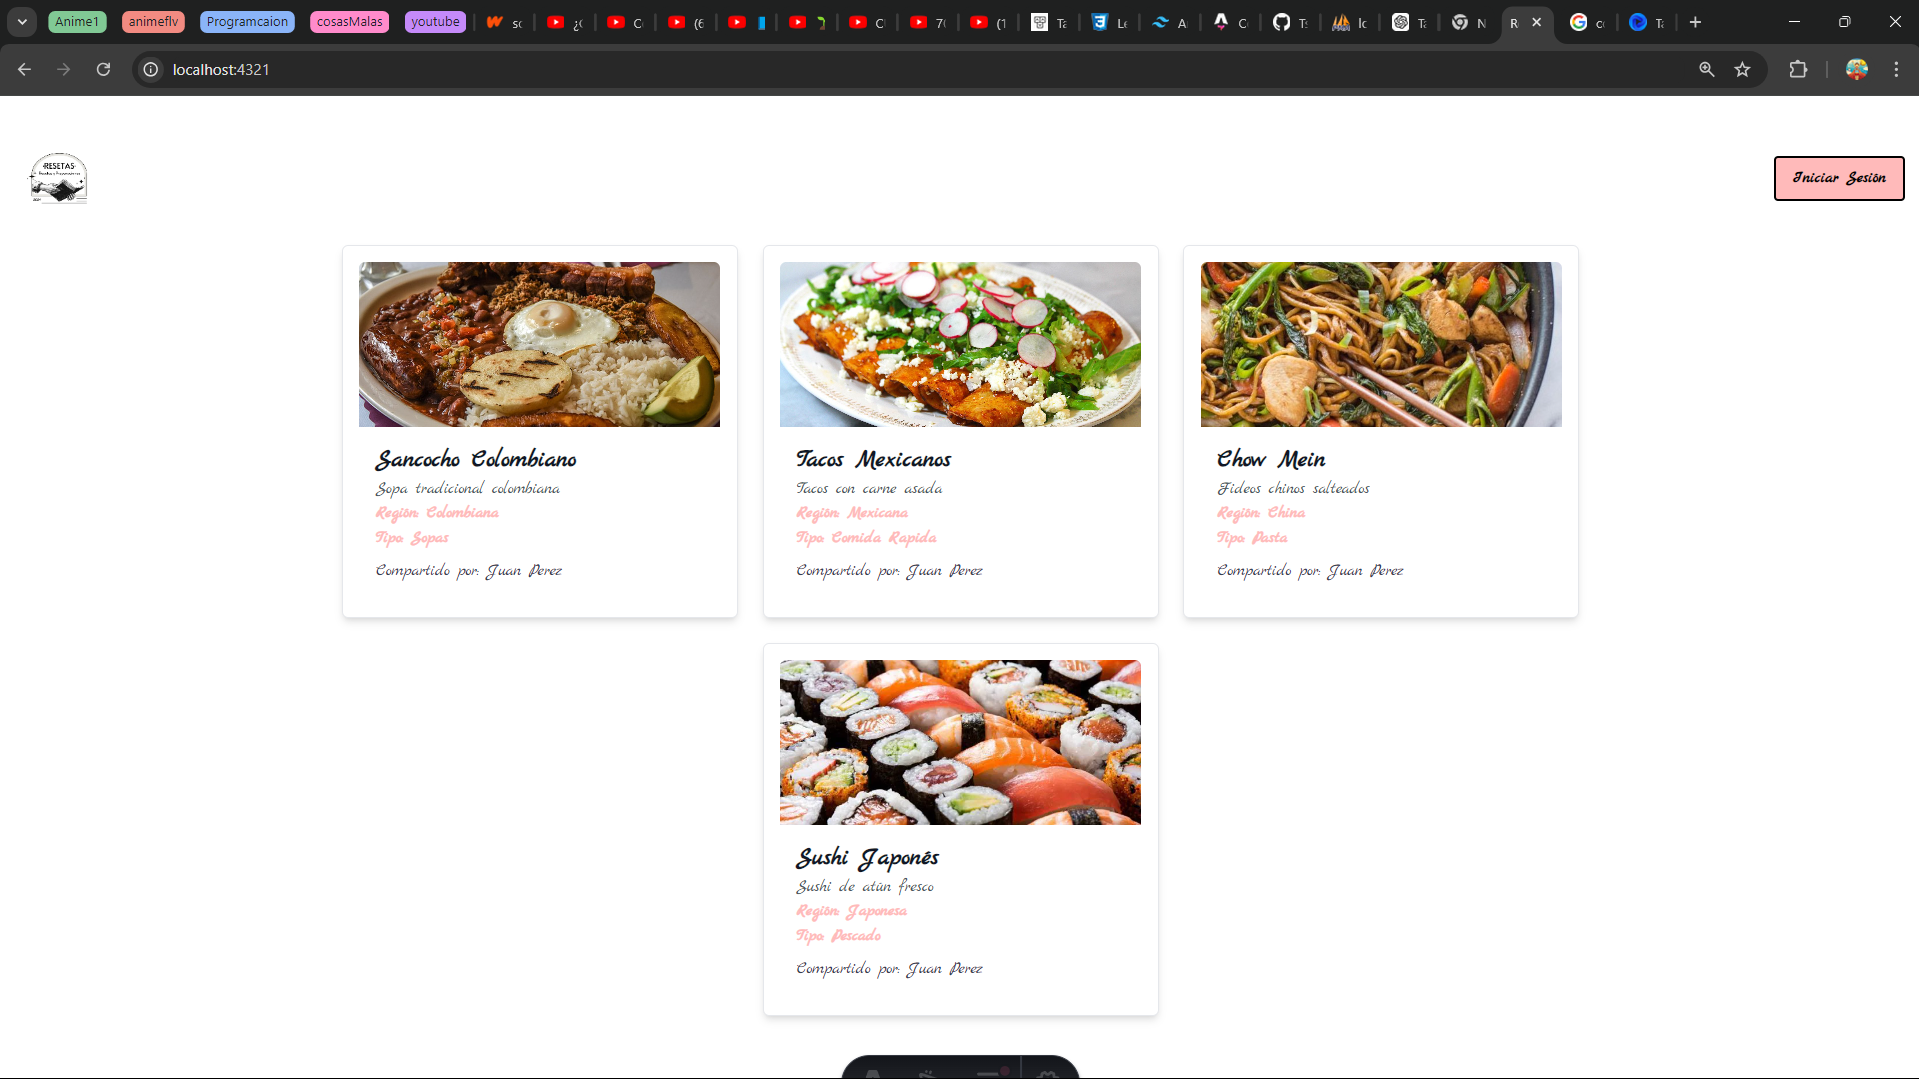 Anime1
animeflv
Programcaion
cosasMalas
youtube
localhost:4321
RESETAS
Iniciar Sesión
Sancocho Colombiano
Sopa tradicional colombiana
Región: Colombiana
Tipo: Sopas
Compartido por: Juan Perez
Tacos Mexicanos
Tacos con carne asada
Región: Mexicana
Tipo: Comida Rapida
Compartido por: Juan Perez
Chow Mein
Fideos chinos salteados
Región: China
Tipo: Pasta
Compartido por: Juan Perez
Sushi Japonés
Sushi de atún fresco
Región: Japonesa
Tipo: Pescado
Compartido por: Juan Perez